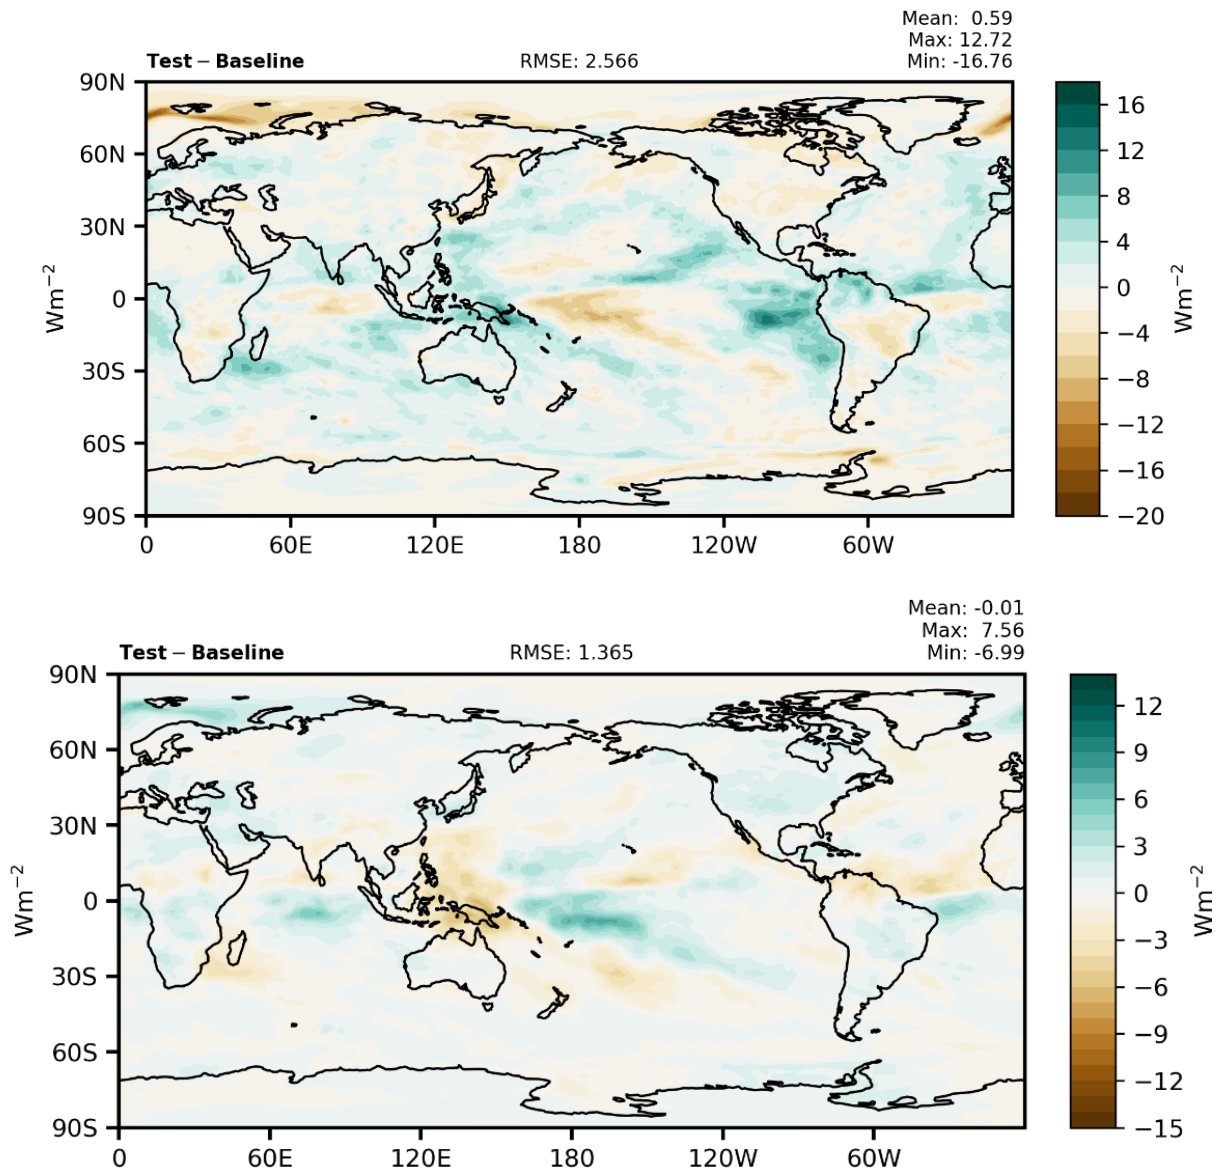 Mean: 0.59
Max: 12.72
Test – Baseline RMSE: 2.566 Min: -16.76
90N
60N
30N
0
30S
60S
90S
0 60E 120E 180 120W 60W
Wm⁻²
16
12
8
4
0
−4
−8
−12
−16
−20
Wm⁻²
Mean: -0.01
Max: 7.56
Test – Baseline RMSE: 1.365 Min: -6.99
90N
60N
30N
0
30S
60S
90S
0 60E 120E 180 120W 60W
Wm⁻²
12
9
6
3
0
−3
−6
−9
−12
−15
Wm⁻²